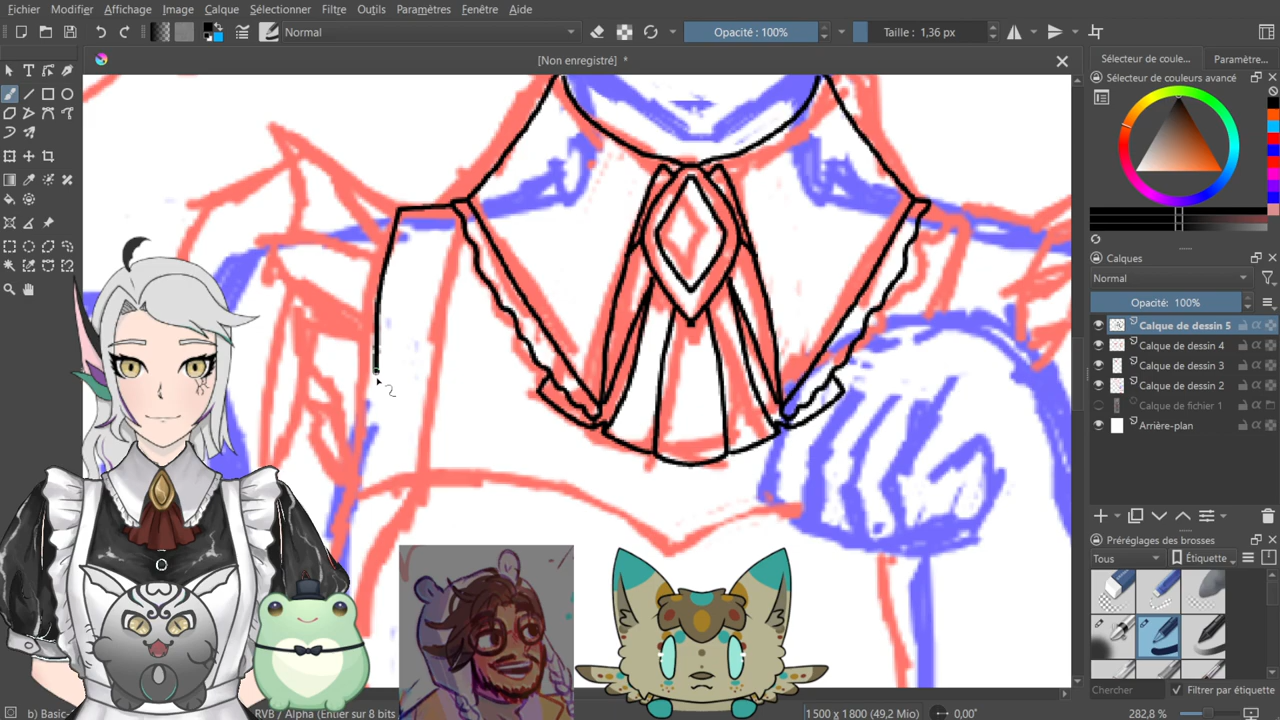 Fichier Modifier Affichage Image Calque Sélectionner Filtre Outils Paramètres Fenêtre Aide
Normal Opacité : 100% Taille : 1,36 px
[Non enregistré] *
Sélecteur de coule... Paramètre...
Sélecteur de couleurs avancé
Calques
Normal
Opacité: 100%
Calque de dessin 5
Calque de dessin 4
Calque de dessin 3
Calque de dessin 2
Calque de fichier 1
Arrière-plan
Préréglages des brosses
Tous Étiquette
Chercher Filtrer par étiquette
b) Basic- RVB / Alpha (Entier sur 8 bits 1 500 x 1 800 (49,2 Mio) 0,00° 282,8 %